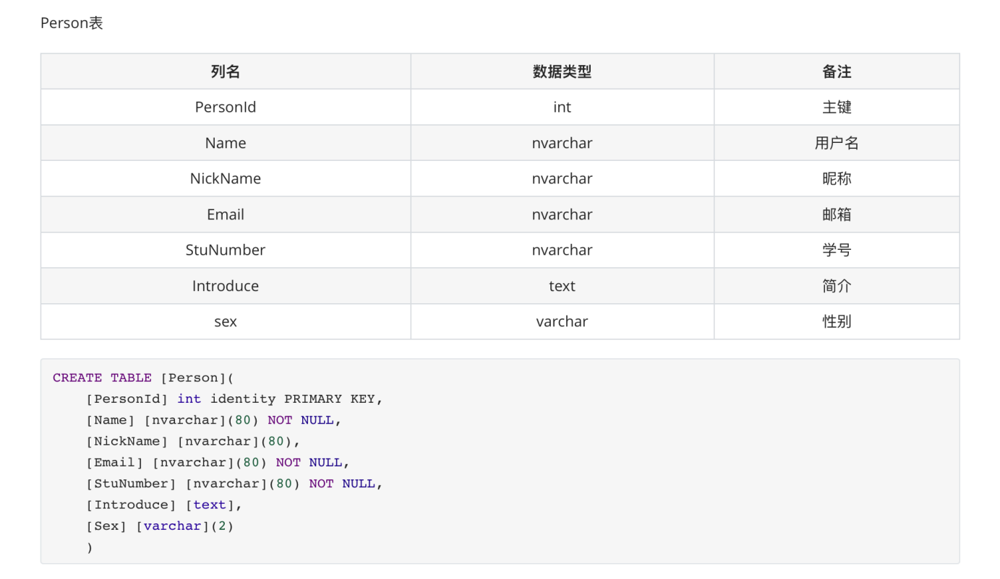 Person表
列名 数据类型 备注
PersonId int 主键
Name nvarchar 用户名
NickName nvarchar 昵称
Email nvarchar 邮箱
StuNumber nvarchar 学号
Introduce text 简介
sex varchar 性别
CREATE TABLE [Person](
    [PersonId] int identity PRIMARY KEY,
    [Name] [nvarchar](80) NOT NULL,
    [NickName] [nvarchar](80),
    [Email] [nvarchar](80) NOT NULL,
    [StuNumber] [nvarchar](80) NOT NULL,
    [Introduce] [text],
    [Sex] [varchar](2)
    )